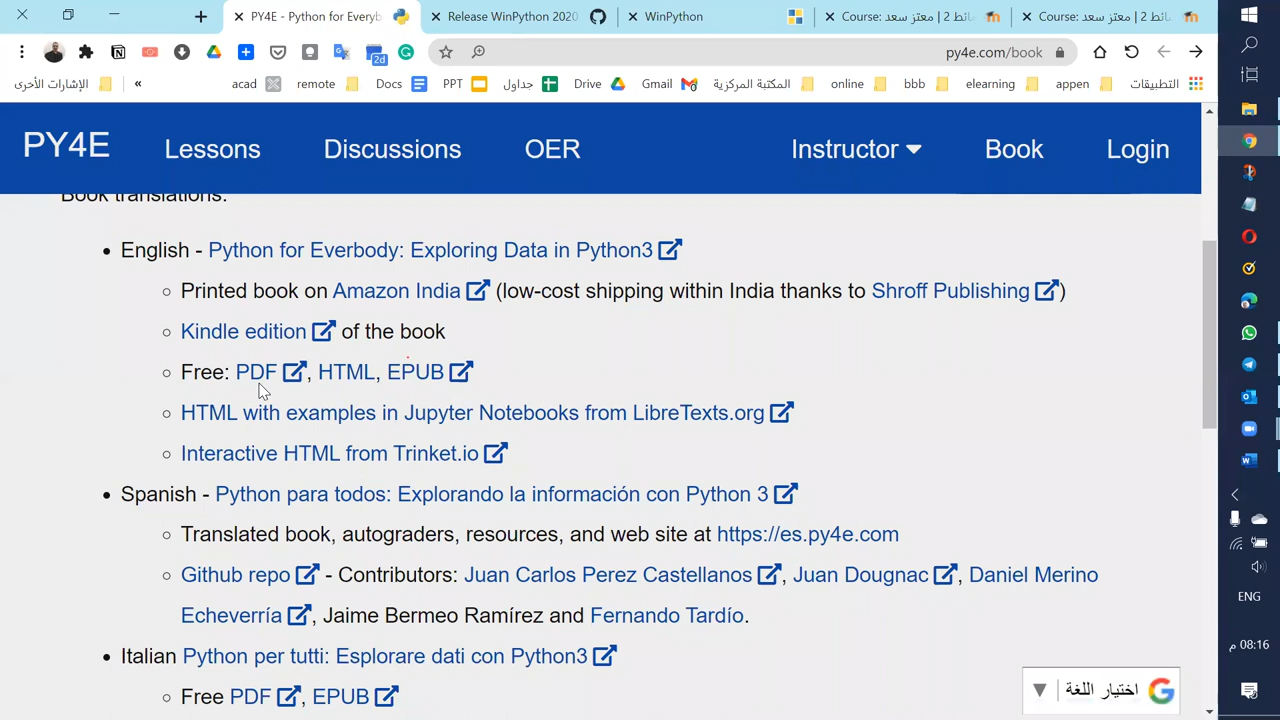 PY4E - Python for Everyb
Release WinPython 2020
WinPython
Course: معتز سعد | 2 ائط
Course: معتز سعد | 2 ائط
2d
py4e.com/book
الإشارات الأخرى
«
acad
remote
Docs
PPT
جداول
Drive
Gmail
المكتبة المركزية
online
bbb
elearning
appen
التطبيقات
PY4E
Lessons
Discussions
OER
Instructor
Book
Login
Book translations:
• English - Python for Everbody: Exploring Data in Python3
◦ Printed book on Amazon India (low-cost shipping within India thanks to Shroff Publishing)
◦ Kindle edition of the book
◦ Free: PDF, HTML, EPUB
◦ HTML with examples in Jupyter Notebooks from LibreTexts.org
◦ Interactive HTML from Trinket.io
• Spanish - Python para todos: Explorando la información con Python 3
◦ Translated book, autograders, resources, and web site at https://es.py4e.com
◦ Github repo - Contributors: Juan Carlos Perez Castellanos, Juan Dougnac, Daniel Merino
Echeverría, Jaime Bermeo Ramírez and Fernando Tardío.
• Italian Python per tutti: Esplorare dati con Python3
◦ Free PDF, EPUB
اختيار اللغة
ENG
08:16 م